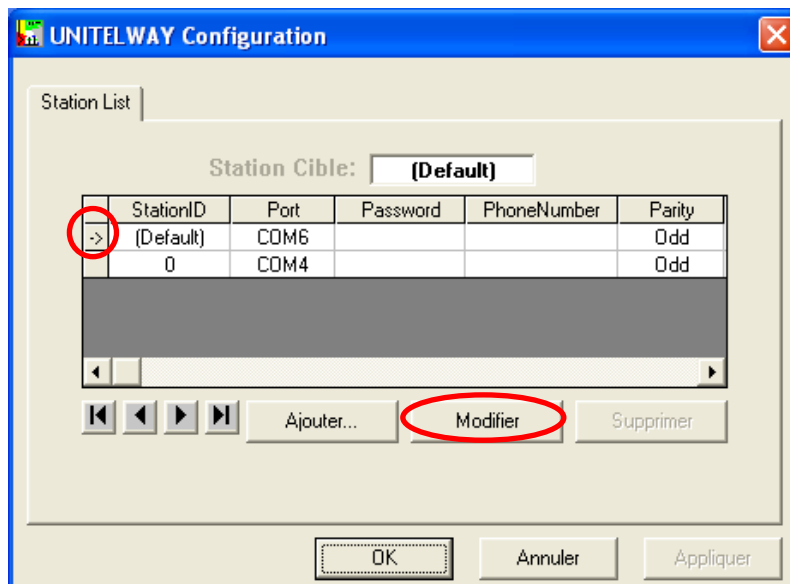 UNITELWAY Configuration
Station List
Station Cible: (Default)
StationID Port Password PhoneNumber Parity
-> (Default) COM6 Odd
0 COM4 Odd
Ajouter... Modifier Supprimer
OK Annuler Appliquer